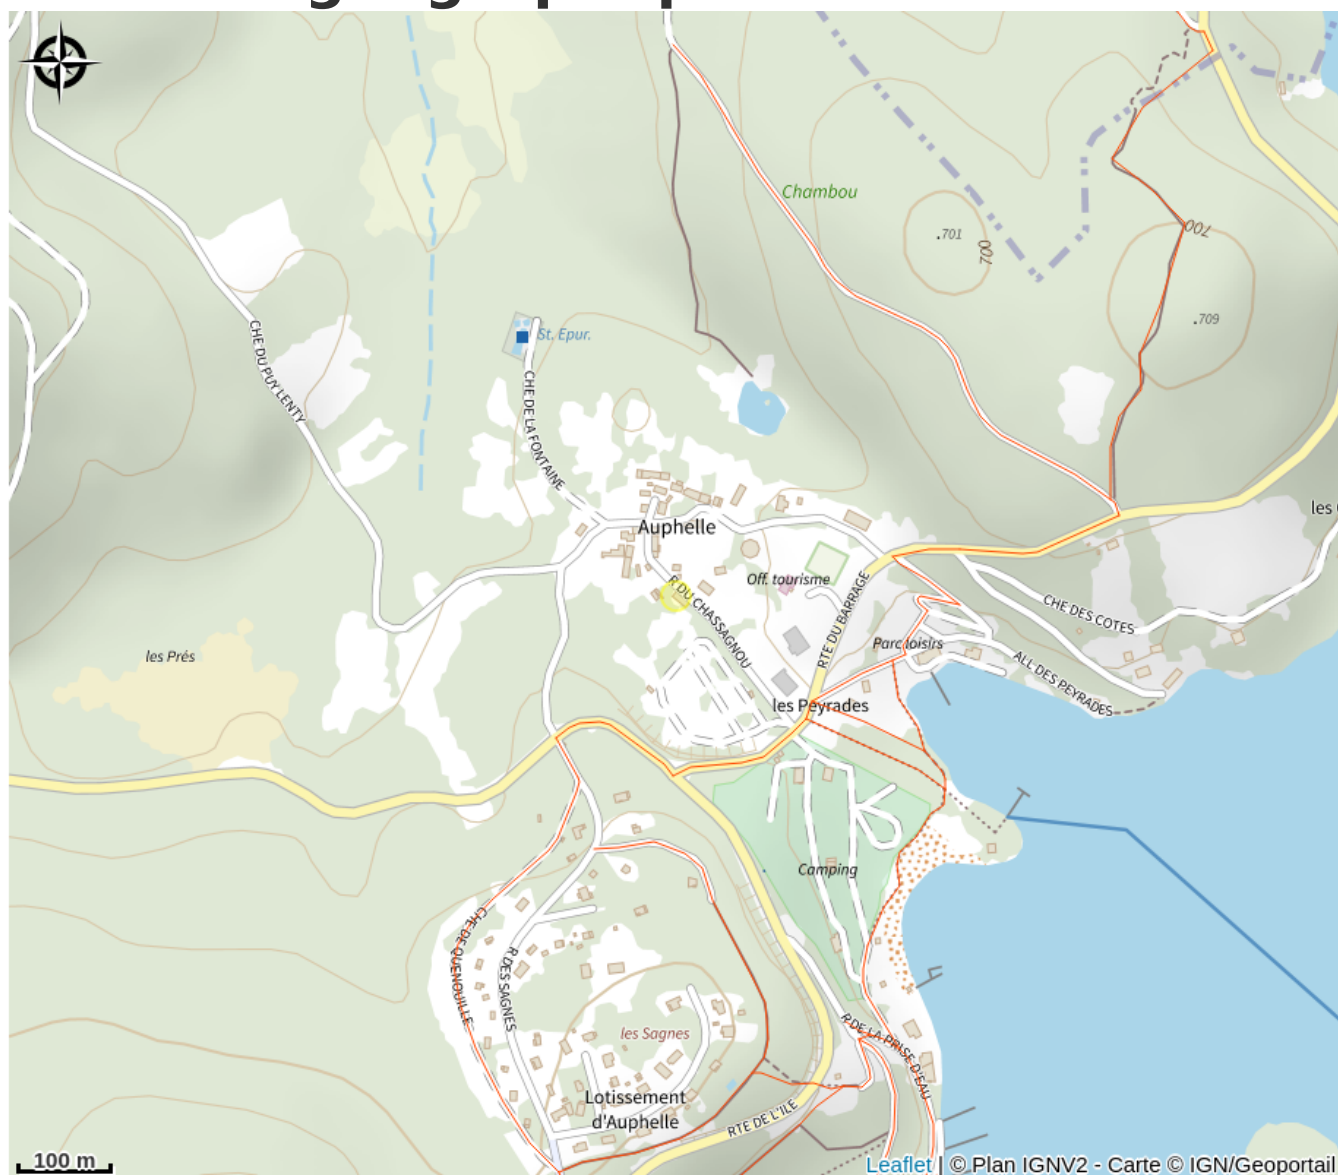 Chambou
701
700
700
709
St. Epur.
CHE DU PUY LENTY
CHE DE LA FONTAINE
les
Auphelle
Off. tourisme
R DU CHASSAGNOU
RTE DU BARRAGE
CHE DES COTES
Parc loisirs
les Prés
ALL DES PEYRADES
les Peyrades
Camping
CHE DE QUENOUILLE
R DES SAGNES
les Sagnes
R DE LA PRISE D'EAU
Lotissement
d'Auphelle
RTE DE L'ILE
100 m
Leaflet | © Plan IGNV2 - Carte © IGN/Geoportail